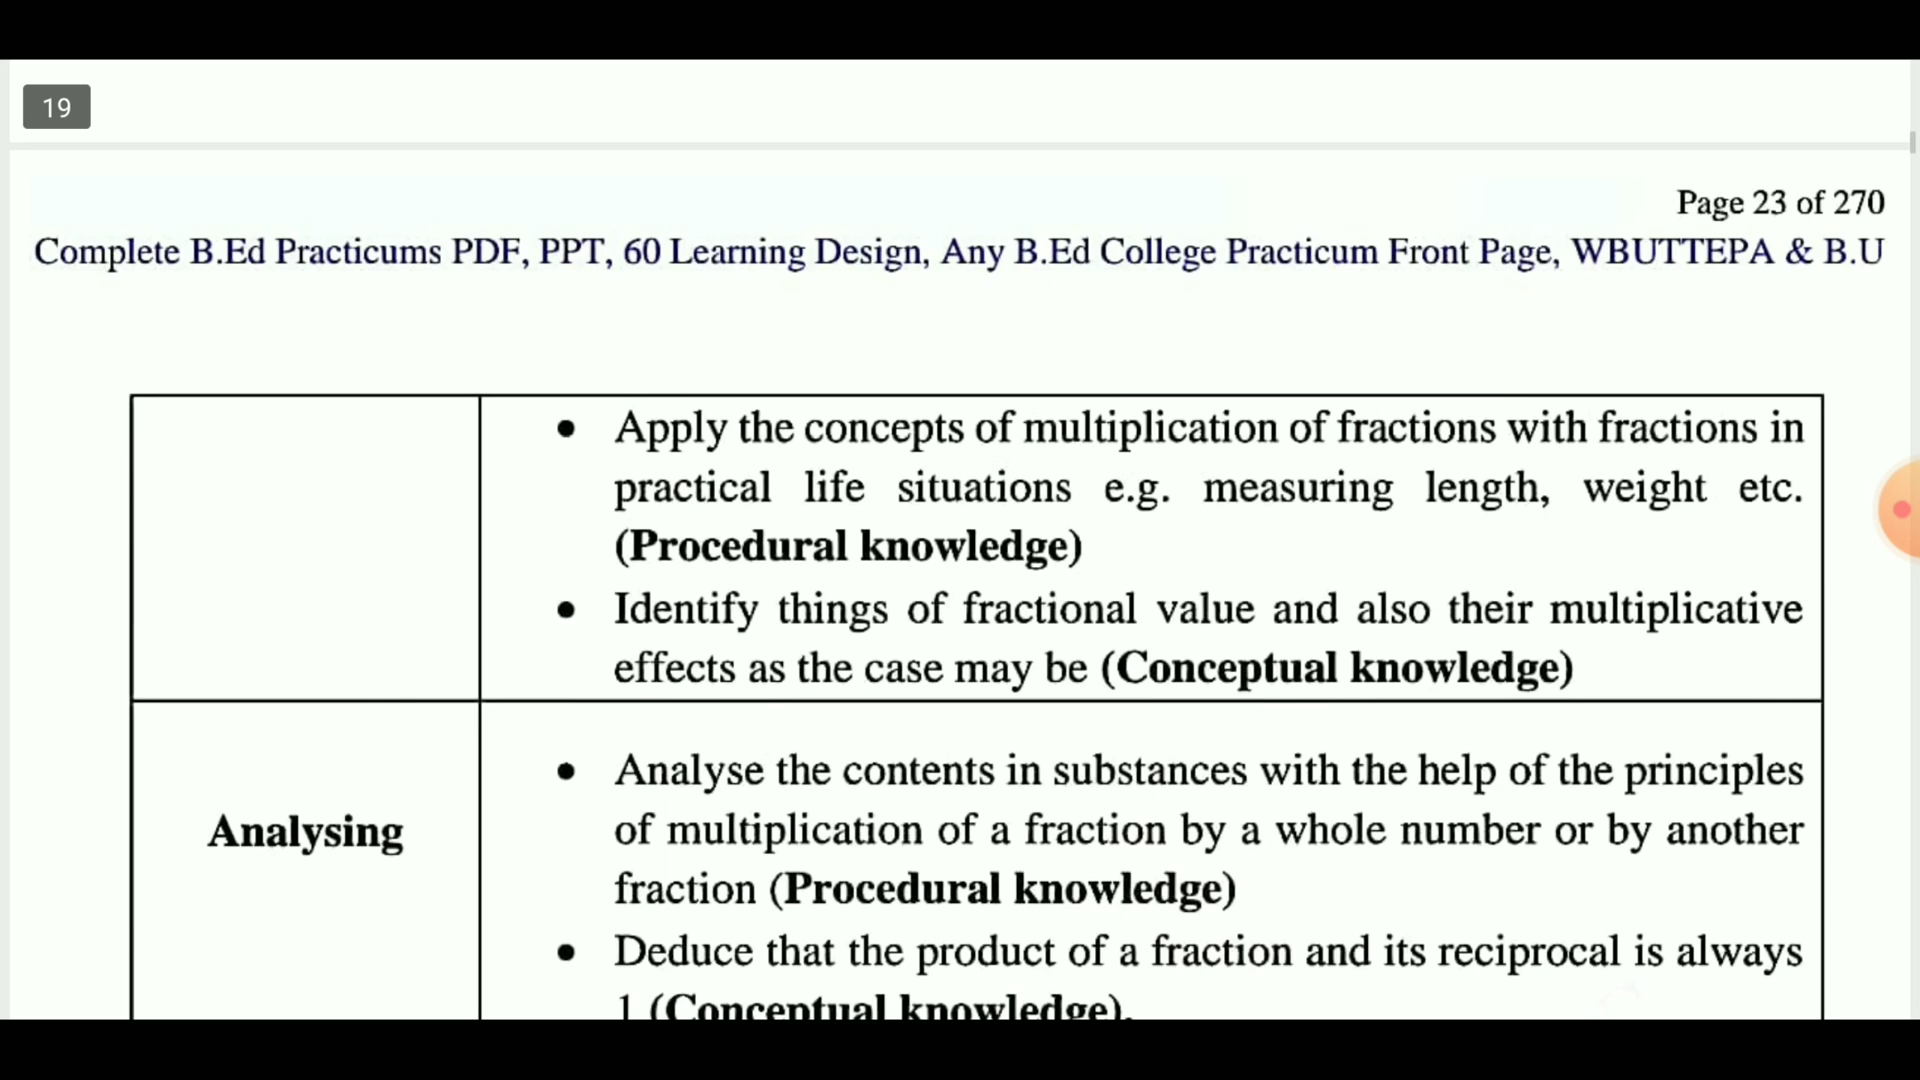 19
Page 23 of 270
Complete B.Ed Practicums PDF, PPT, 60 Learning Design, Any B.Ed College Practicum Front Page, WBUTTEPA & B.U
• Apply the concepts of multiplication of fractions with fractions in
practical life situations e.g. measuring length, weight etc.
(Procedural knowledge)
• Identify things of fractional value and also their multiplicative
effects as the case may be (Conceptual knowledge)
Analysing
• Analyse the contents in substances with the help of the principles
of multiplication of a fraction by a whole number or by another
fraction (Procedural knowledge)
• Deduce that the product of a fraction and its reciprocal is always
1 (Conceptual knowledge).